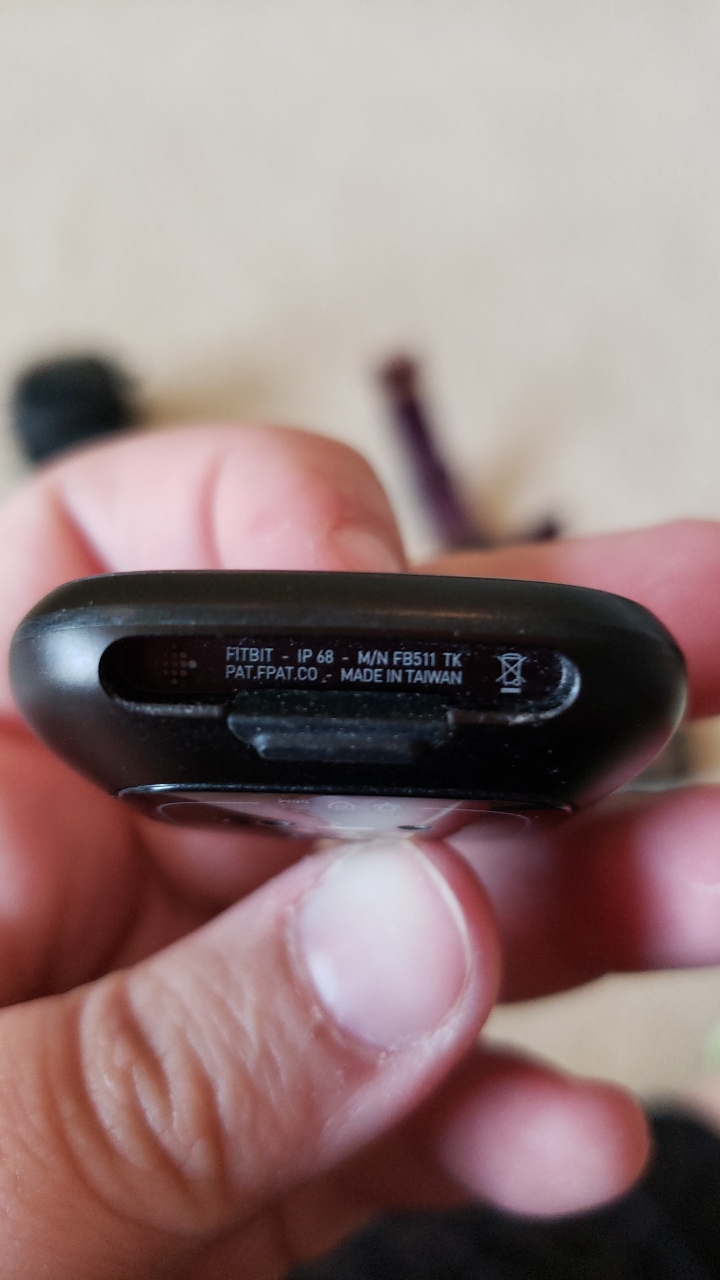 FITBIT - IP 68 - M/N FB511 TK
PAT.FPAT.CO - MADE IN TAIWAN